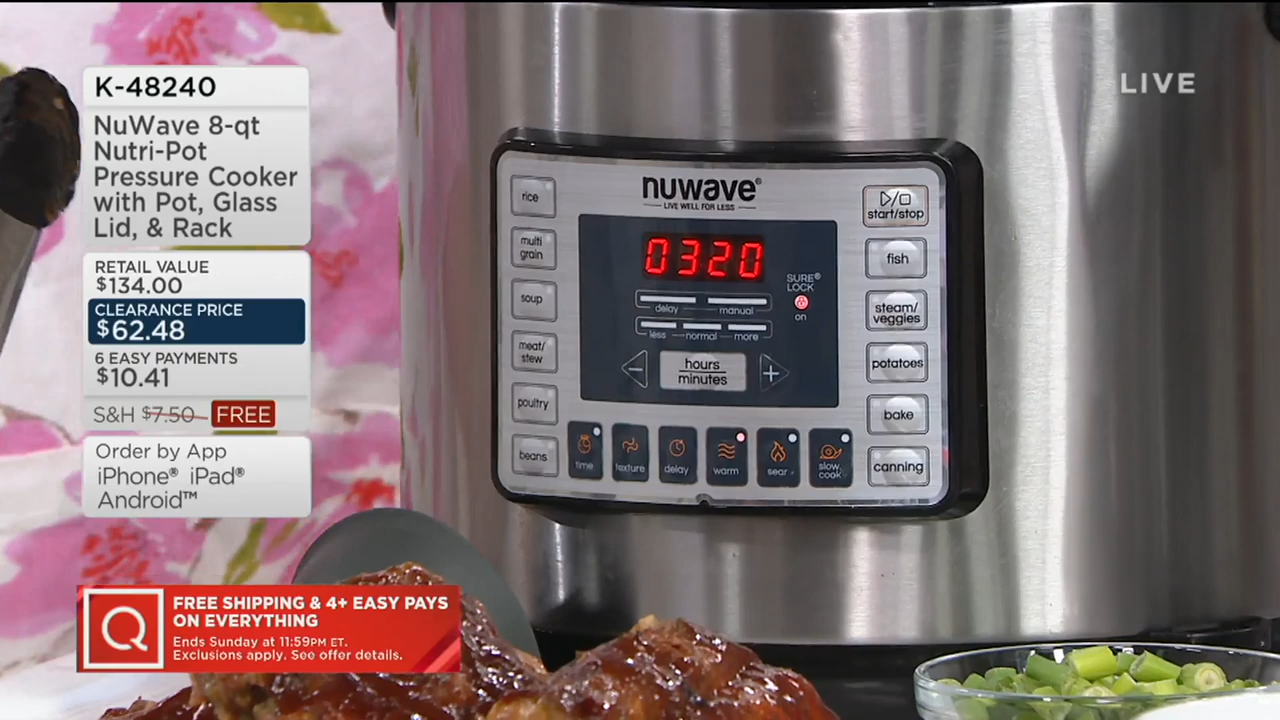 K-48240
NuWave 8-qt
Nutri-Pot
Pressure Cooker
with Pot, Glass
Lid, & Rack
RETAIL VALUE
$134.00
CLEARANCE PRICE
$62.48
6 EASY PAYMENTS
$10.41
S&H $7.50 FREE
Order by App
iPhone® iPad®
Android™
FREE SHIPPING & 4+ EASY PAYS
ON EVERYTHING
Ends Sunday at 11:59PM ET.
Exclusions apply. See offer details.
Q
LIVE
nuwave®
LIVE WELL FOR LESS
0320
SURE®
LOCK
on
delay manual
less normal more
hours
minutes
rice
multi
grain
soup
meat/
stew
poultry
beans
time texture delay warm sear slow
cook
start/stop
fish
steam/
veggies
potatoes
bake
canning